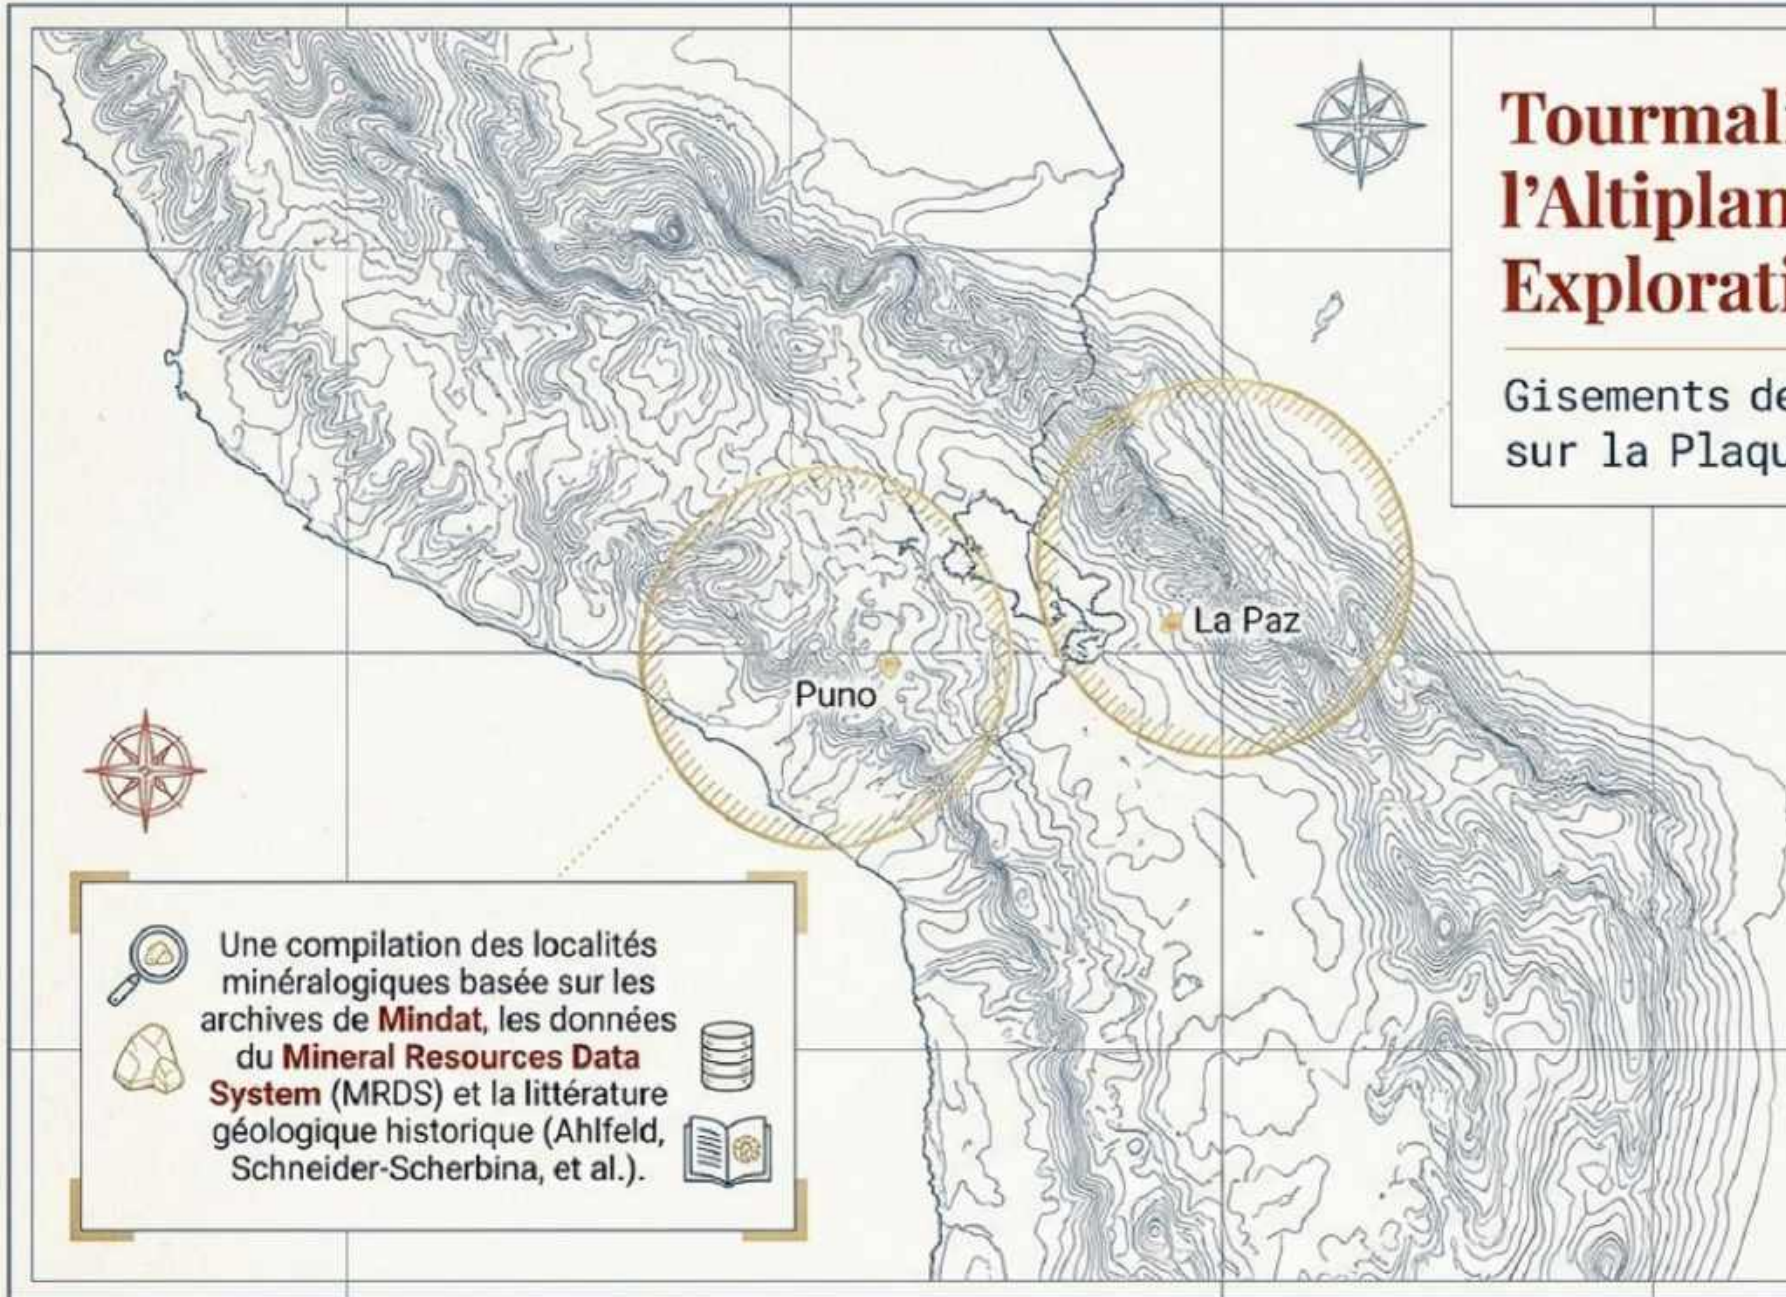 Tourmali
l'Altiplan
Explorati
Gisements de
sur la Plaqu
La Paz
Puno
Une compilation des localités
minéralogiques basée sur les
archives de Mindat, les données
du Mineral Resources Data
System (MRDS) et la littérature
géologique historique (Ahlfeld,
Schneider-Scherbina, et al.).